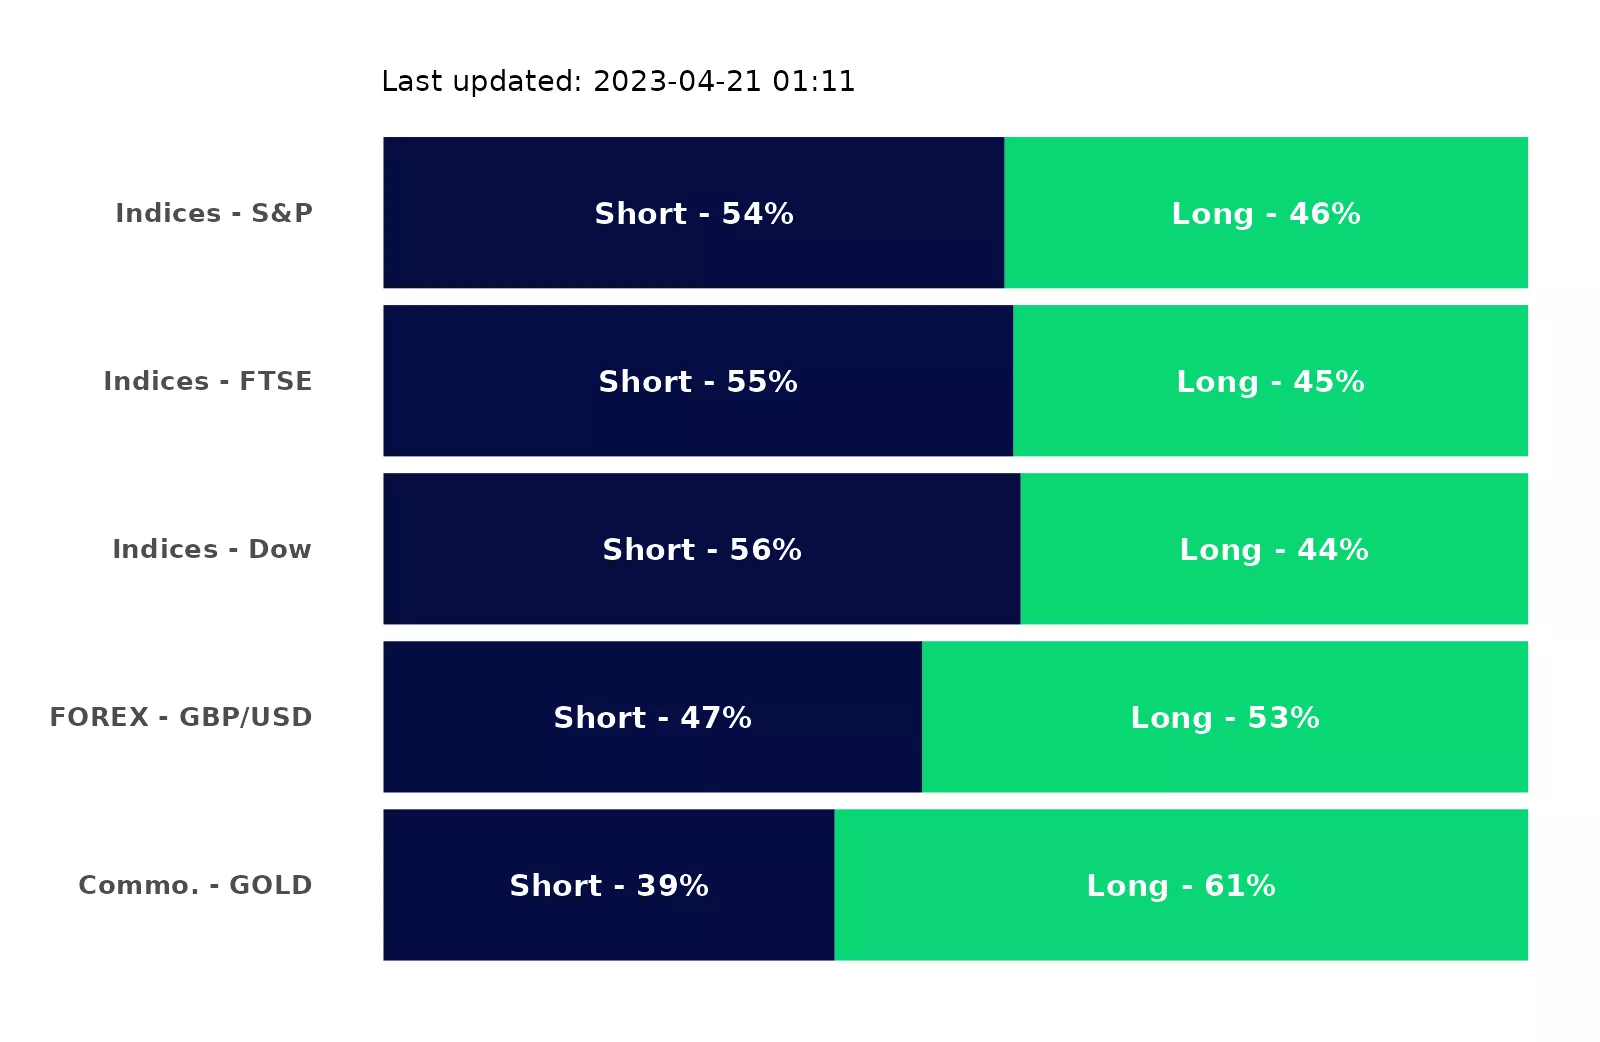 Last updated: 2023-04-21 01:11
Indices - S&P Short - 54% Long - 46%
Indices - FTSE Short - 55% Long - 45%
Indices - Dow Short - 56% Long - 44%
FOREX - GBP/USD Short - 47% Long - 53%
Commo. - GOLD Short - 39% Long - 61%